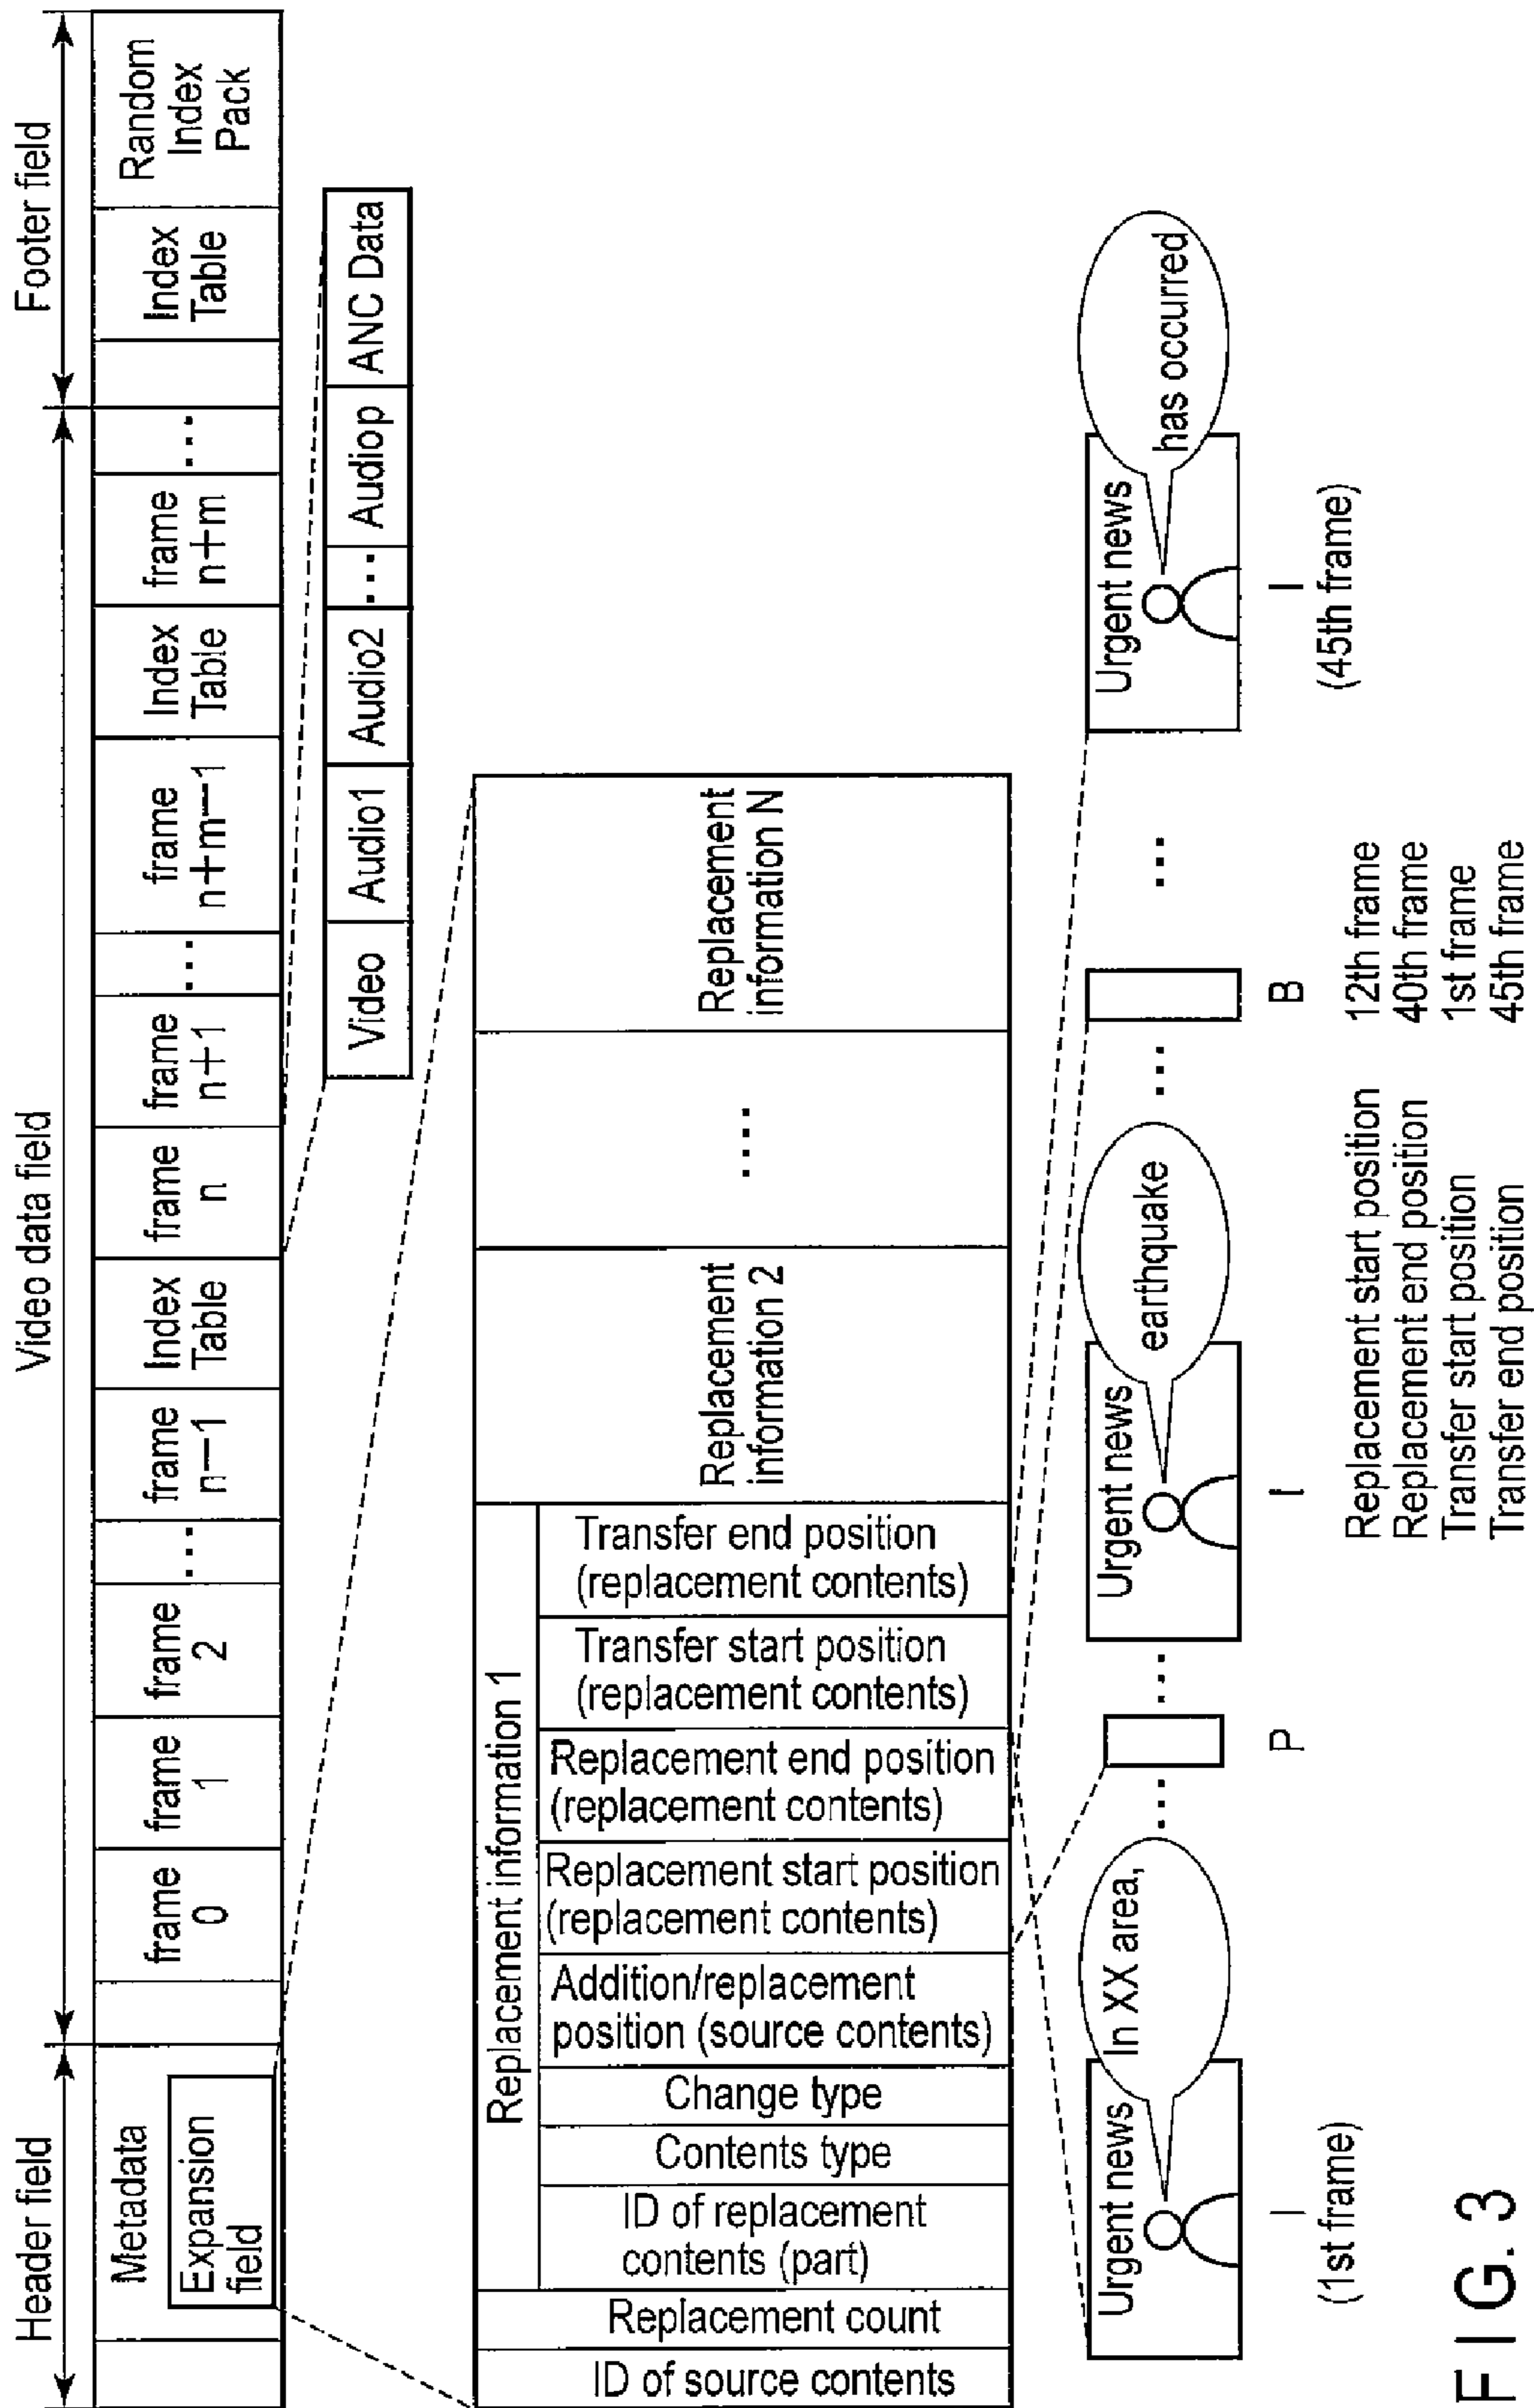 Header field
Video data field
Footer field
Metadata
Expansion
field
frame
0
frame
1
frame
2
...
frame
n−1
Index
Table
frame
n
frame
n+1
...
frame
n+m−1
Index
Table
frame
n+m
...
Index
Table
Random
Index
Pack
Video
Audio1
Audio2
...
Audiop
ANC Data
ID of source contents
Replacement count
Replacement information 1
ID of replacement
contents (part)
Contents type
Change type
Addition/replacement
position (source contents)
Replacement start position
(replacement contents)
Replacement end position
(replacement contents)
Transfer start position
(replacement contents)
Transfer end position
(replacement contents)
Replacement
information 2
....
Replacement
information N
Urgent news
In XX area,
I
(1st frame)
....
P
....
Urgent news
earthquake
I
...
B
...
Urgent news
has occurred
I
(45th frame)
Replacement start position 12th frame
Replacement end position 40th frame
Transfer start position 1st frame
Transfer end position 45th frame
FIG. 3